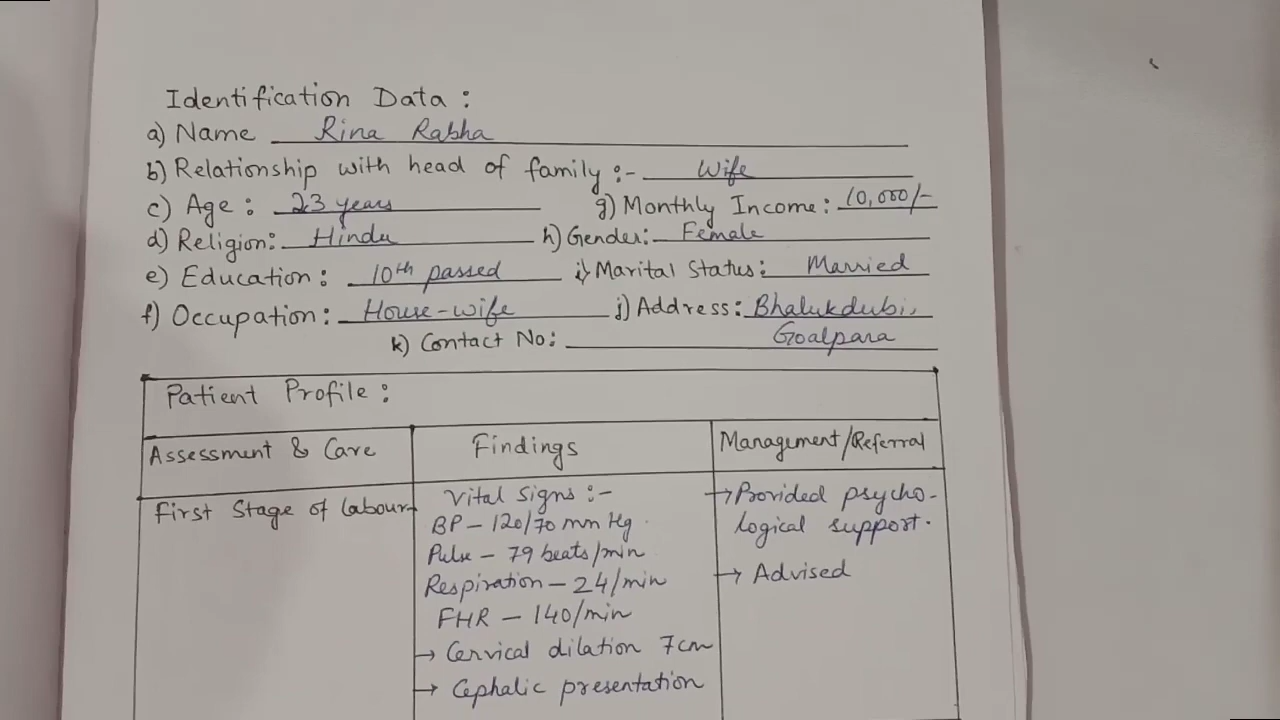 Identification Data :
a) Name Rina Rabha
b) Relationship with head of family :- Wife
c) Age : 23 years g) Monthly Income : 10,000/-
d) Religion: Hindu h) Gender: Female
e) Education : 10th passed i) Marital Status : Married
f) Occupation : House-wife j) Address : Bhalukdubi,
Goalpara
k) Contact No :
Patient Profile :
Assessment & Care Findings Management/Referral
First Stage of labour
Vital signs :-
BP – 120/70 mm Hg.
Pulse – 79 beats/min
Respiration – 24/min
FHR – 140/min
→ Cervical dilation 7cm
→ Cephalic presentation
→ Provided psycho-
logical support.
→ Advised